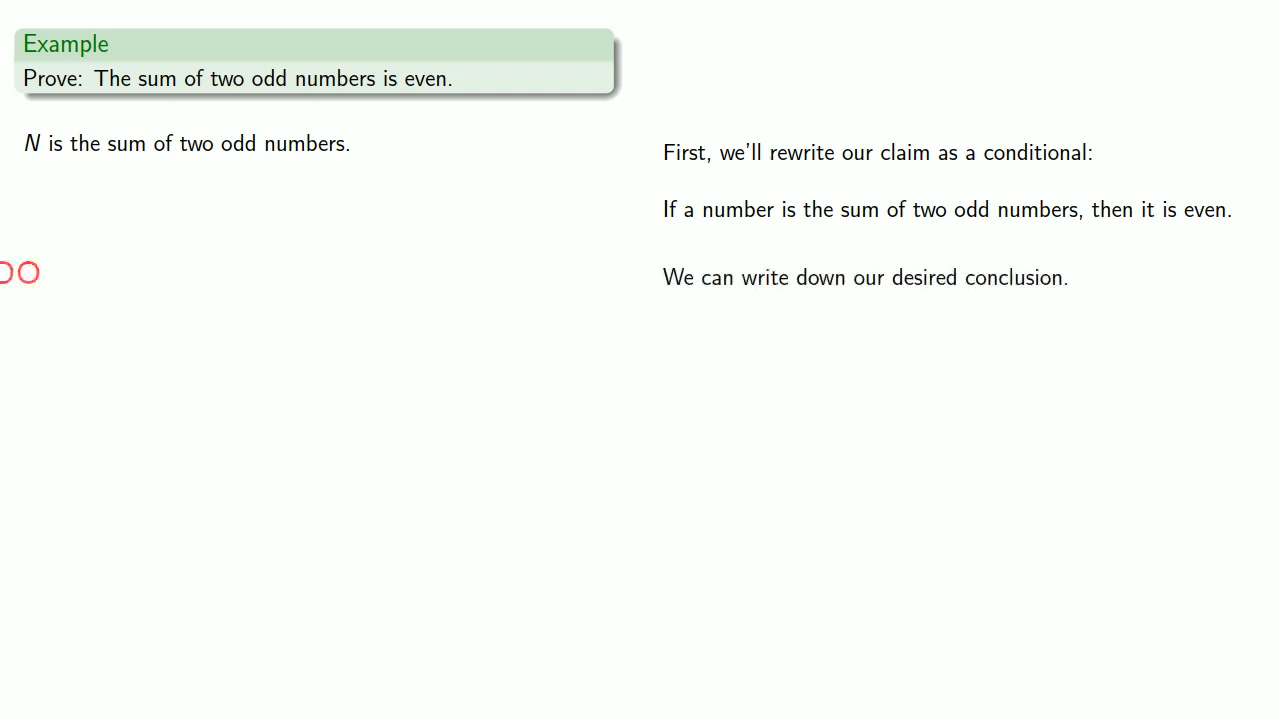 Example
Prove: The sum of two odd numbers is even.
N is the sum of two odd numbers.
First, we'll rewrite our claim as a conditional:
If a number is the sum of two odd numbers, then it is even.
We can write down our desired conclusion.